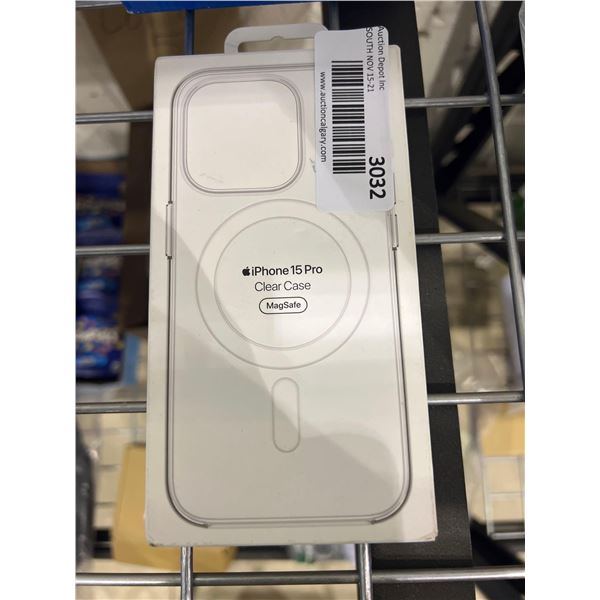 Auction Depot Inc
SOUTH NOV 15-21
3032
www.auctioncalgary.com
iPhone 15 Pro
Clear Case
MagSafe